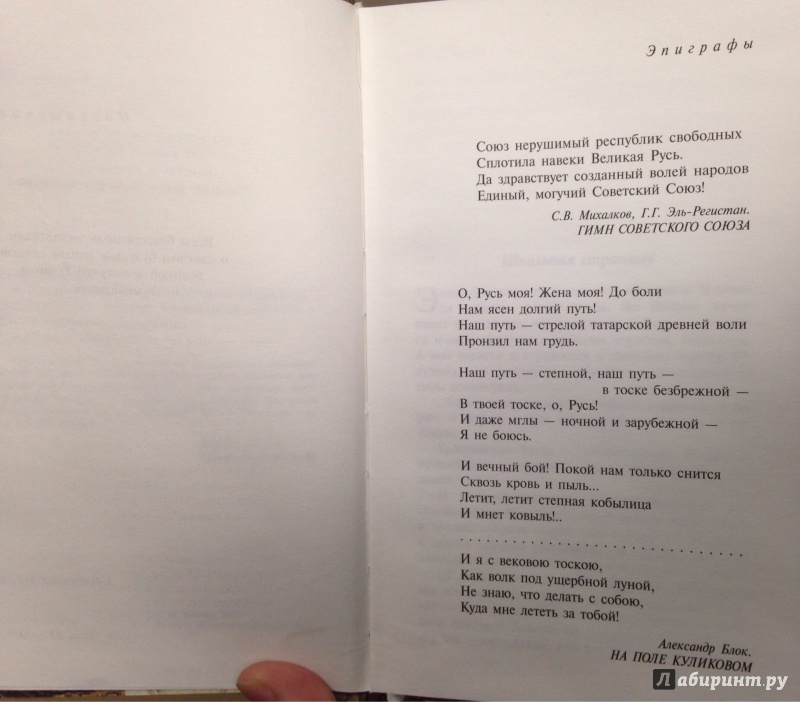 Эпиграфы
Союз нерушимый республик свободных
Сплотила навеки Великая Русь.
Да здравствует созданный волей народов
Единый, могучий Советский Союз!
С.В. Михалков, Г.Г. Эль-Регистан.
ГИМН СОВЕТСКОГО СОЮЗА
О, Русь моя! Жена моя! До боли
Нам ясен долгий путь!
Наш путь — стрелой татарской древней воли
Пронзил нам грудь.
Наш путь — степной, наш путь —
в тоске безбрежной —
В твоей тоске, о, Русь!
И даже мглы — ночной и зарубежной —
Я не боюсь.
И вечный бой! Покой нам только снится
Сквозь кровь и пыль...
Летит, летит степная кобылица
И мнет ковыль!..
. . . . . . . . . . . . . . . . . . . . . . . . . . . . . . .
И я с вековою тоскою,
Как волк под ущербной луной,
Не знаю, что делать с собою,
Куда мне лететь за тобой!
Александр Блок.
НА ПОЛЕ КУЛИКОВОМ
Лабиринт.ру